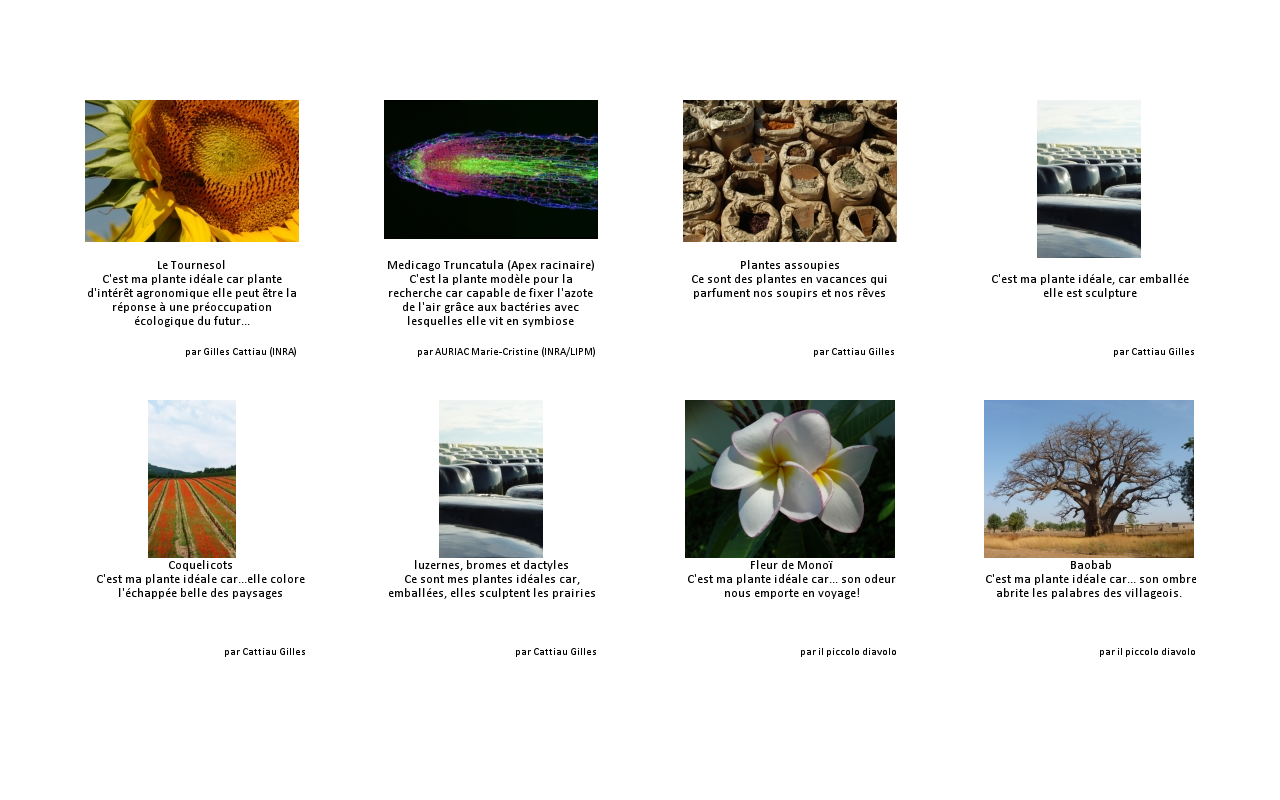 Le Tournesol
C'est ma plante idéale car plante
d'intérêt agronomique elle peut être la
réponse à une préoccupation
écologique du futur...
par Gilles Cattiau (INRA)
Medicago Truncatula (Apex racinaire)
C'est la plante modèle pour la
recherche car capable de fixer l'azote
de l'air grâce aux bactéries avec
lesquelles elle vit en symbiose
par AURIAC Marie-Cristine (INRA/LIPM)
Plantes assoupies
Ce sont des plantes en vacances qui
parfument nos soupirs et nos rêves
par Cattiau Gilles
C'est ma plante idéale, car emballée
elle est sculpture
par Cattiau Gilles
Coquelicots
C'est ma plante idéale car...elle colore
l'échappée belle des paysages
par Cattiau Gilles
luzernes, bromes et dactyles
Ce sont mes plantes idéales car,
emballées, elles sculptent les prairies
par Cattiau Gilles
Fleur de Monoï
C'est ma plante idéale car... son odeur
nous emporte en voyage!
par il piccolo diavolo
Baobab
C'est ma plante idéale car... son ombre
abrite les palabres des villageois.
par il piccolo diavolo